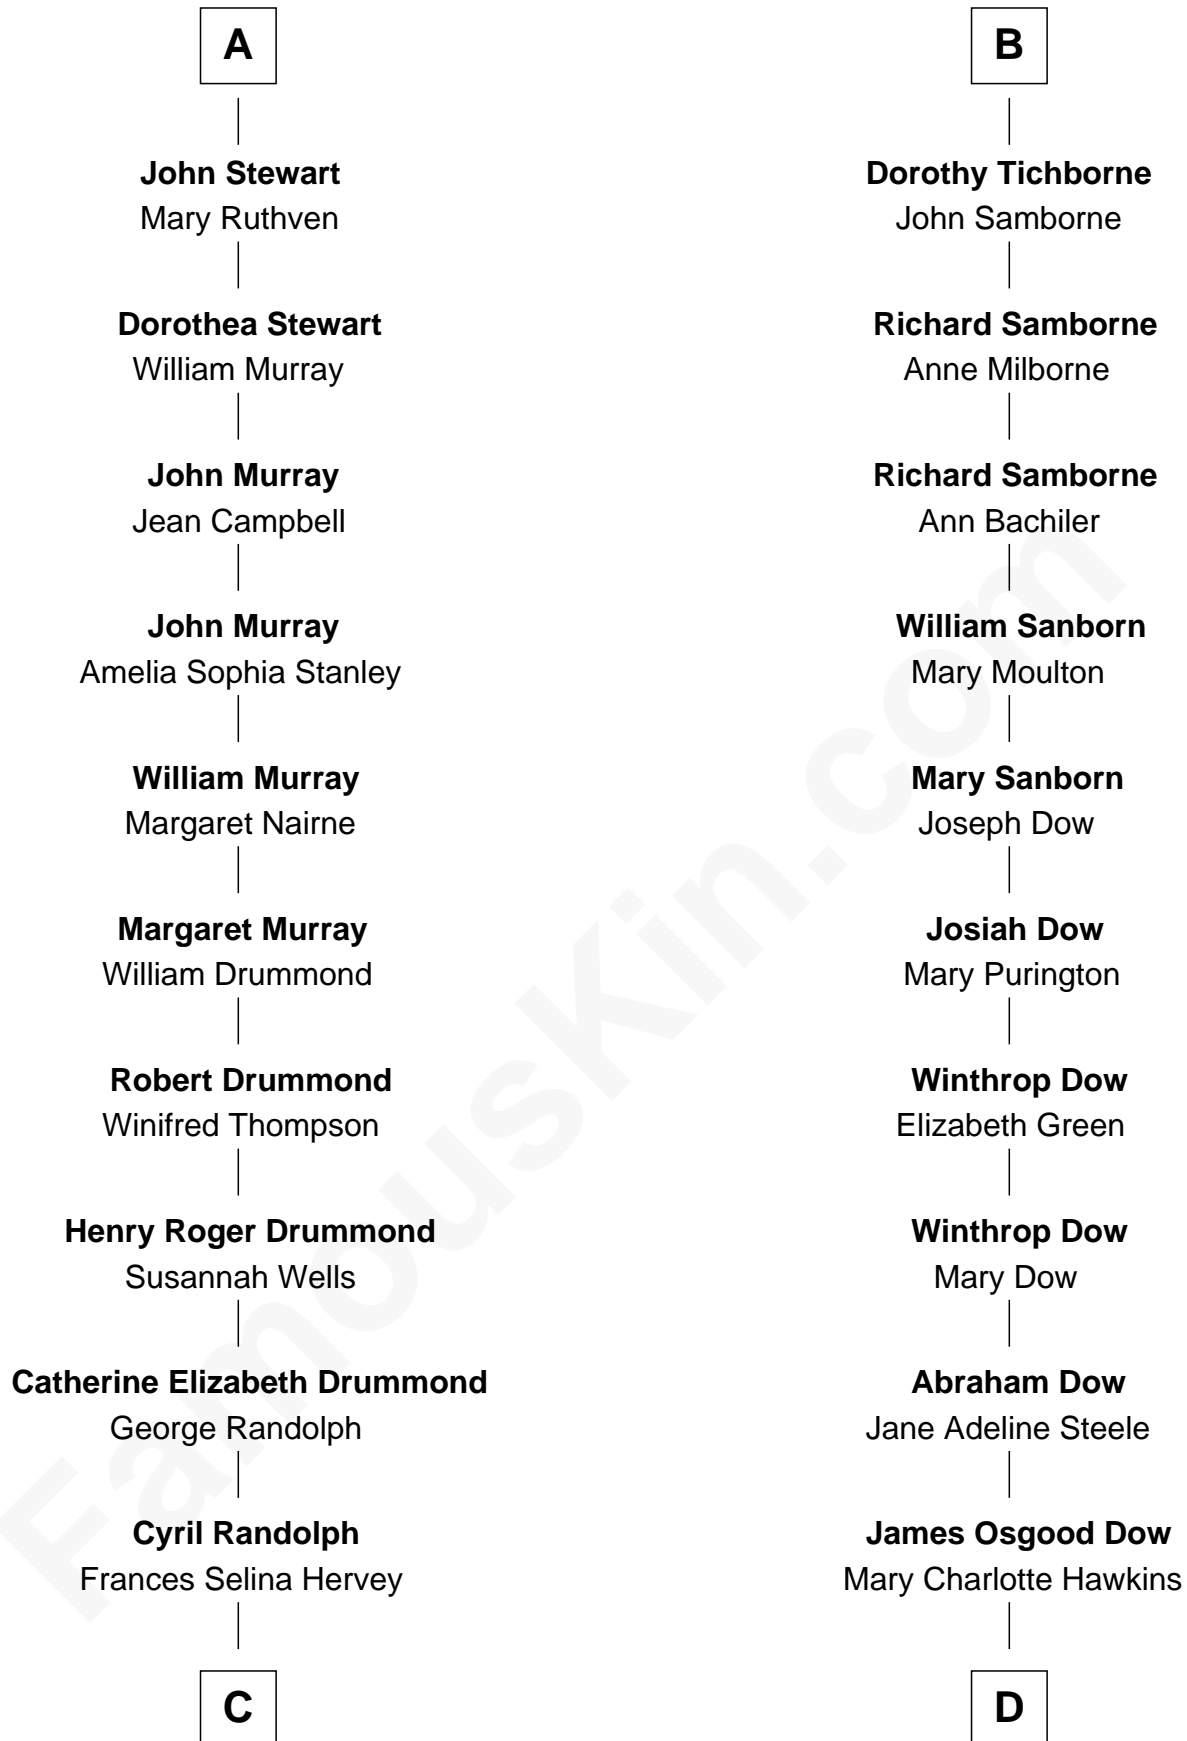 A
John Stewart
Mary Ruthven
Dorothea Stewart
William Murray
John Murray
Jean Campbell
John Murray
Amelia Sophia Stanley
William Murray
Margaret Nairne
Margaret Murray
William Drummond
Robert Drummond
Winifred Thompson
Henry Roger Drummond
Susannah Wells
Catherine Elizabeth Drummond
George Randolph
Cyril Randolph
Frances Selina Hervey
C
B
Dorothy Tichborne
John Samborne
Richard Samborne
Anne Milborne
Richard Samborne
Ann Bachiler
William Sanborn
Mary Moulton
Mary Sanborn
Joseph Dow
Josiah Dow
Mary Purington
Winthrop Dow
Elizabeth Green
Winthrop Dow
Mary Dow
Abraham Dow
Jane Adeline Steele
James Osgood Dow
Mary Charlotte Hawkins
D
FamousKin.com